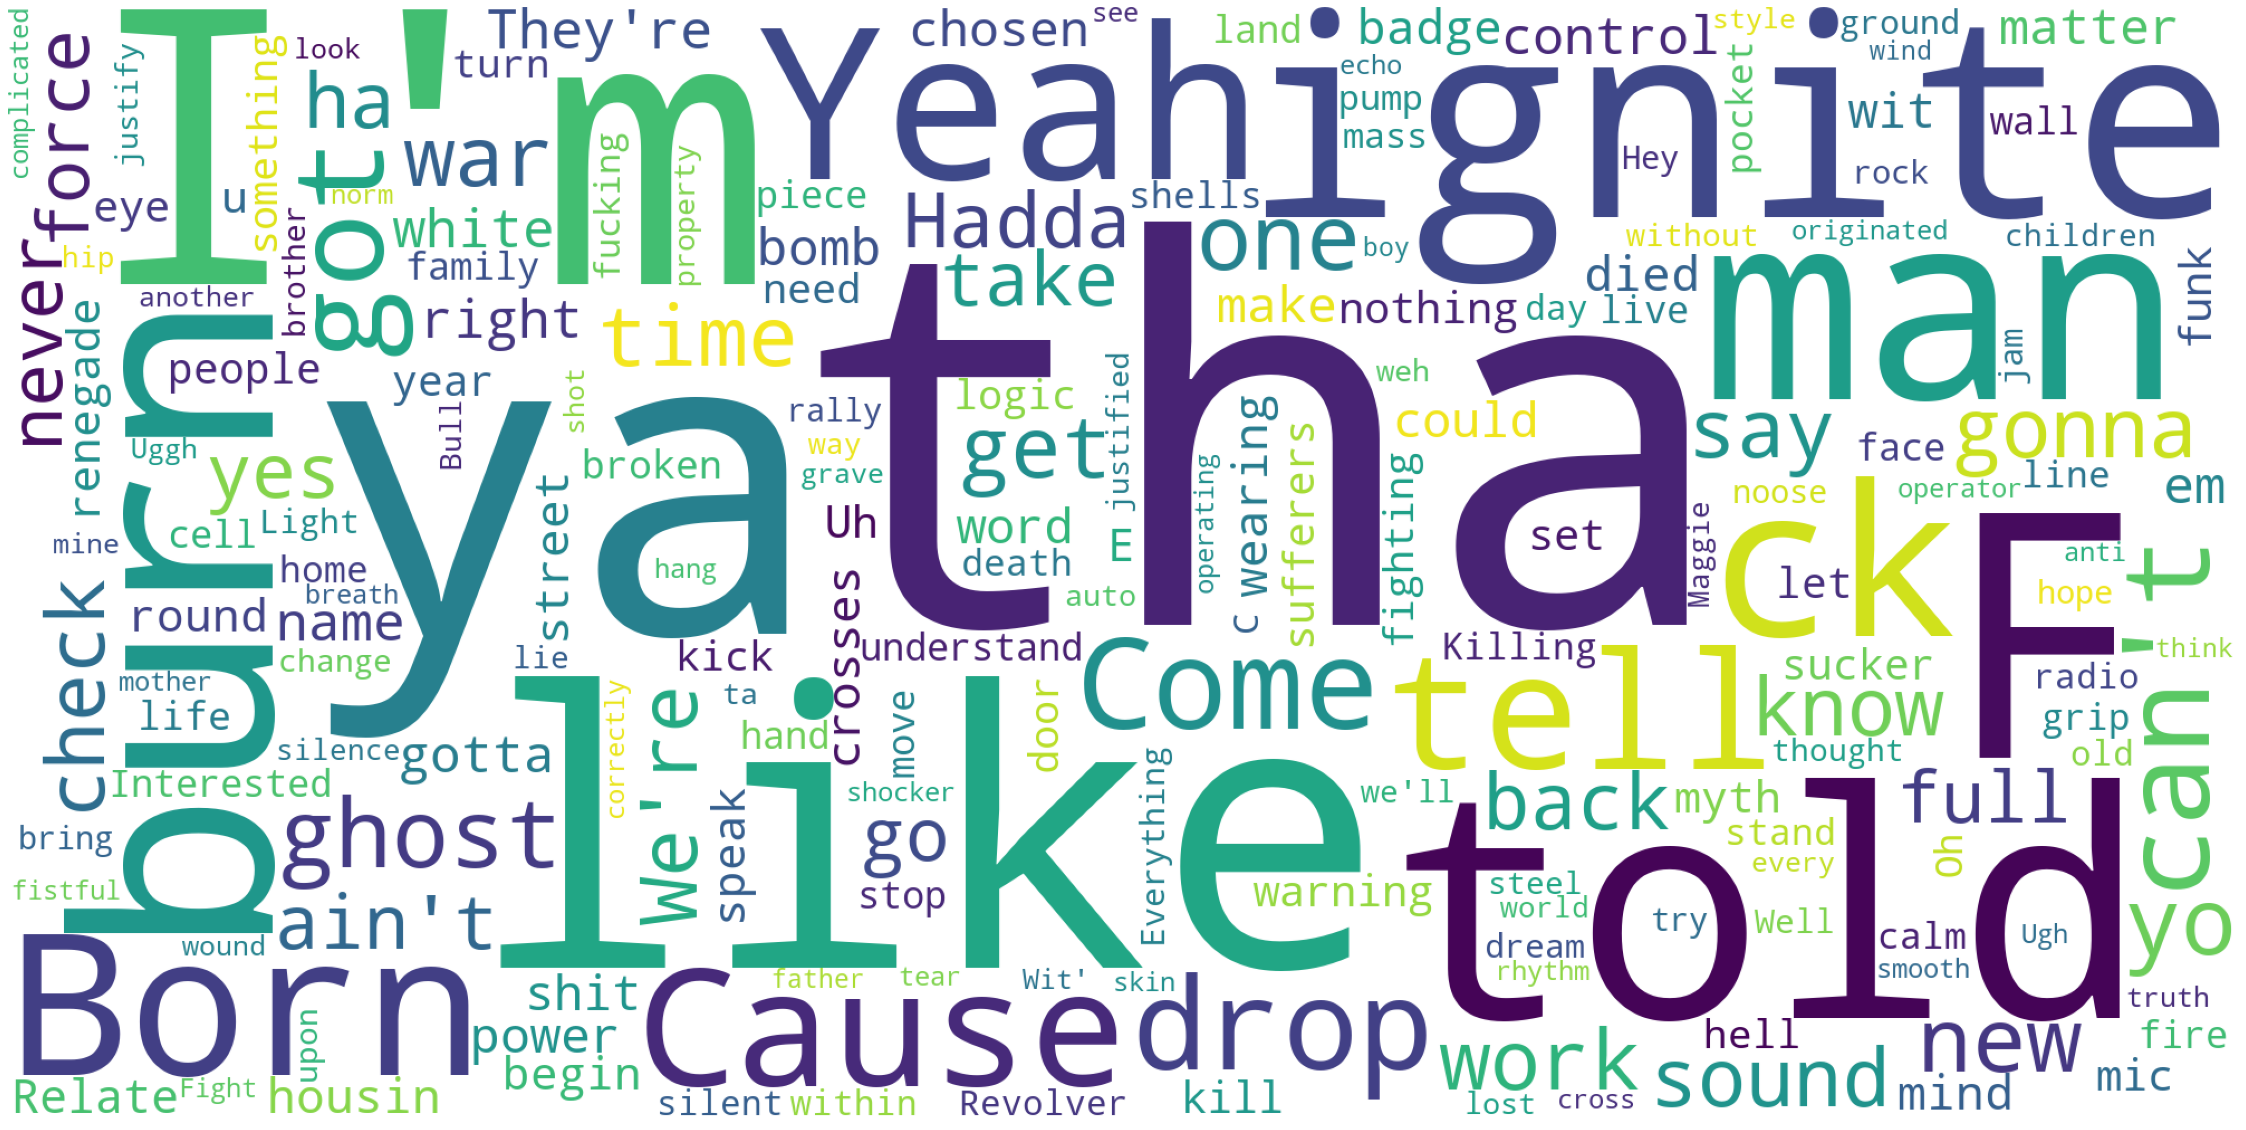 complicated
never
force
justify
something
look
I'm
They're
turn
ha
got
war
Yeah
chosen
see
land
badge
control
style
ground
wind
matter
echo
pump
mass
ignite
pocket
Hey
wit
rock
wall
eye
u
norm
white
fucking
property
piece
shells
Hadda
hip
brother
family
bomb
need
take
one
boy
without
originated
children
another
renegade
right
time
make
nothing
died
day
live
man
funk
jam
people
year
Bull
shot
tha
rally
way
grave
logic
get
justified
weh
could
say
face
gonna
Uggh
yes
cell
Light
burn
ya
street
broken
Uh
word
death
E
operating
wearing
c
sufferers
fighting
set
Maggie
ck
noose
operator
line
em
mine
home
breath
hang
auto
let
F
anti
hope
can't
check
round
name
change
lie
kick
crosses
understand
Come
Killing
tell
sucker
know
radio
think
mother
life
silence
gotta
correctly
We're
ta
hand
move
door
thought
grip
old
Interested
ghost
like
speak
shocker
go
Everything
we'll
back
myth
full
bring
stop
stand
every
Oh
fistful
ain't
warning
steel
world
told
Well
yo
wound
dream
try
calm
Ugh
rhythm
smooth
Born
shit
father
tear
Wit'
skin
truth
Cause
drop
power
upon
begin
work
hell
new
fire
Relate
Fight
housin
silent
within
Revolver
kill
lost
cross
sound
mind
mic